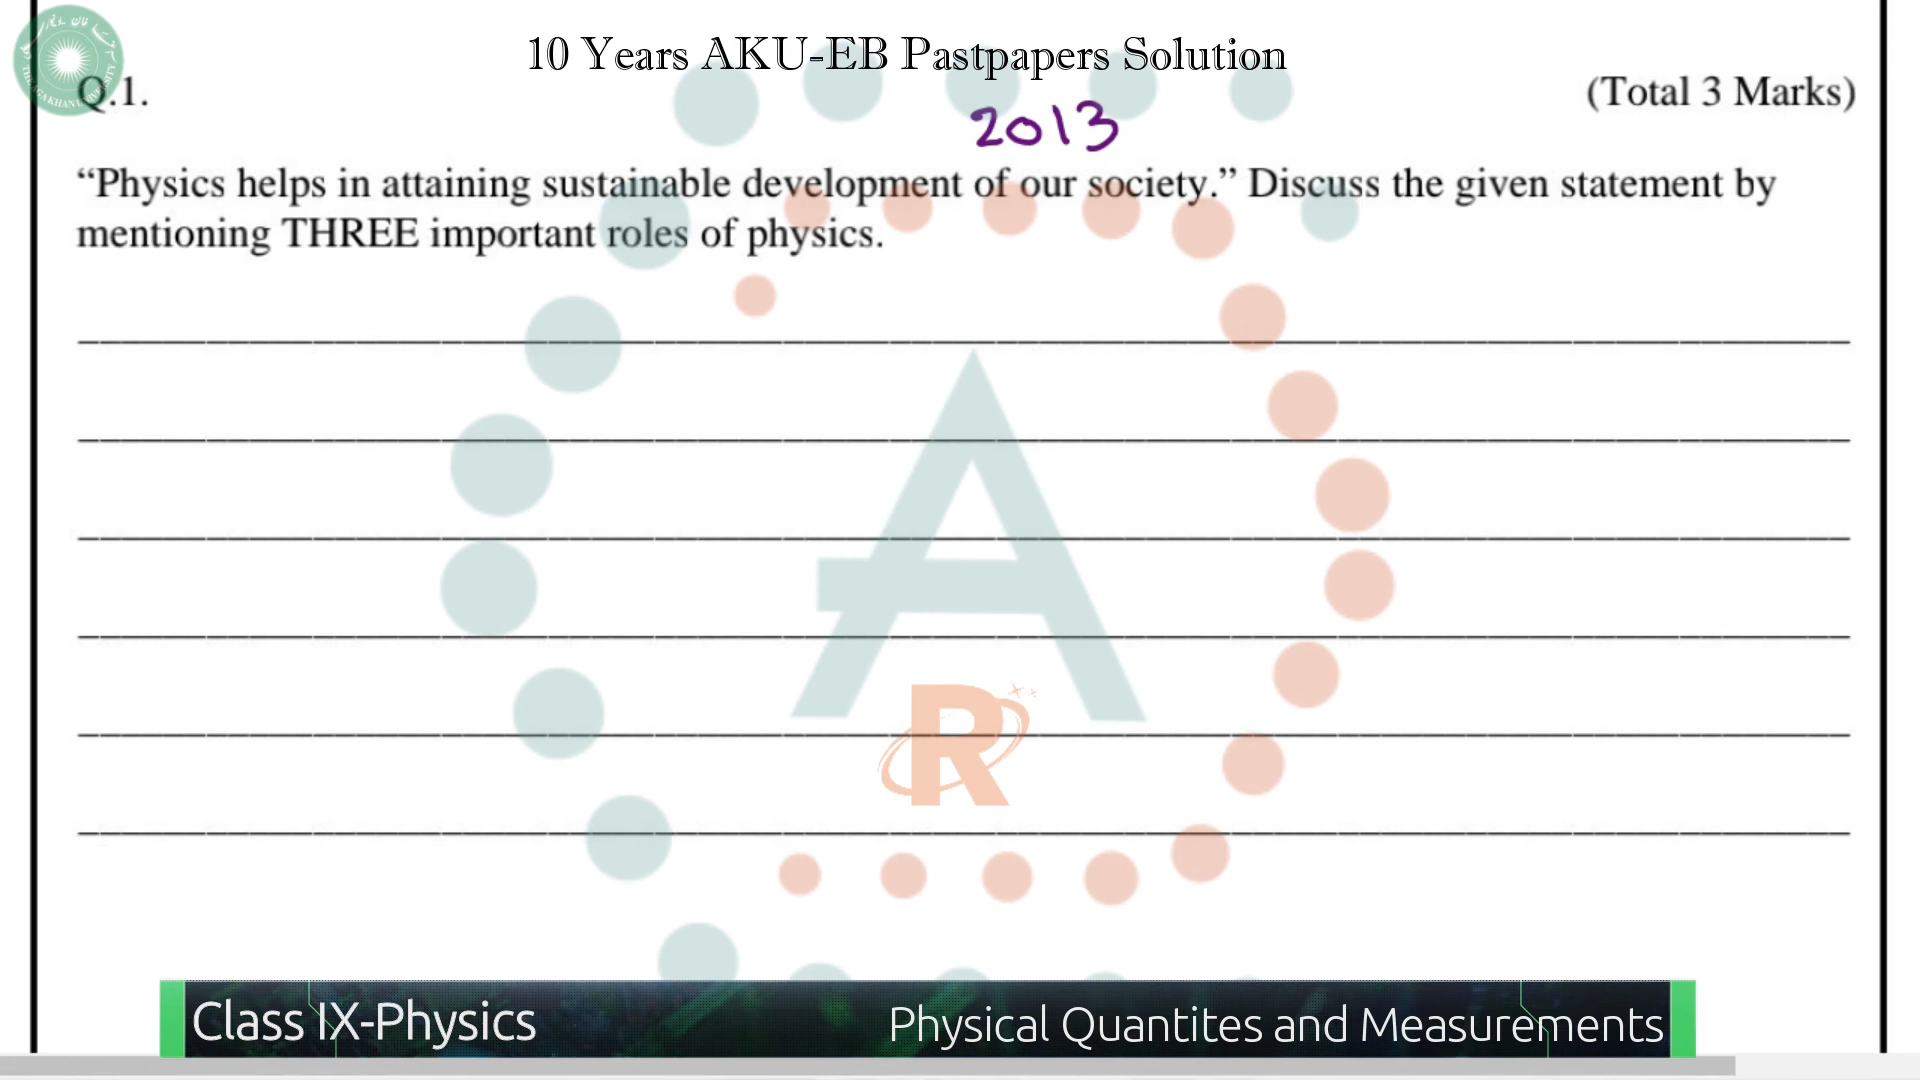 10 Years AKU-EB Pastpapers Solution
Q.1.
(Total 3 Marks)
2013
“Physics helps in attaining sustainable development of our society.” Discuss the given statement by
mentioning THREE important roles of physics.
A
R
Class IX-Physics
Physical Quantites and Measurements